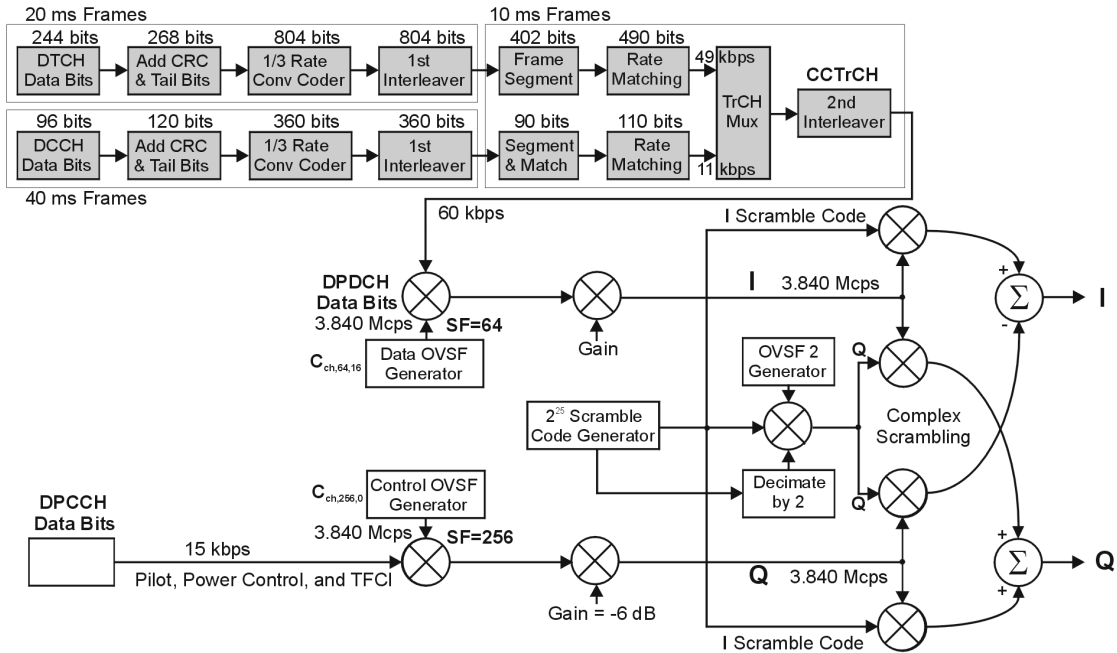 20 ms Frames
10 ms Frames
244 bits
268 bits
804 bits
804 bits
402 bits
490 bits
DTCH
Data Bits
Add CRC
& Tail Bits
1/3 Rate
Conv Coder
1st
Interleaver
Frame
Segment
Rate
Matching
49 kbps
TrCH
Mux
CCTrCH
2nd
Interleaver
96 bits
120 bits
360 bits
360 bits
90 bits
110 bits
DCCH
Data Bits
Add CRC
& Tail Bits
1/3 Rate
Conv Coder
1st
Interleaver
Segment
& Match
Rate
Matching
11 kbps
40 ms Frames
60 kbps
I Scramble Code
DPDCH
Data Bits
3.840 Mcps
SF=64
I 3.840 Mcps
+
Σ
-
I
Gain
Cch,64,16
Data OVSF
Generator
OVSF 2
Generator
Q
2²⁵ Scramble
Code Generator
Complex
Scrambling
Decimate
by 2
Q
DPCCH
Data Bits
Cch,256,0
Control OVSF
Generator
3.840 Mcps
SF=256
15 kbps
Pilot, Power Control, and TFCI
Q 3.840 Mcps
+
Σ
+
Q
Gain = -6 dB
I Scramble Code